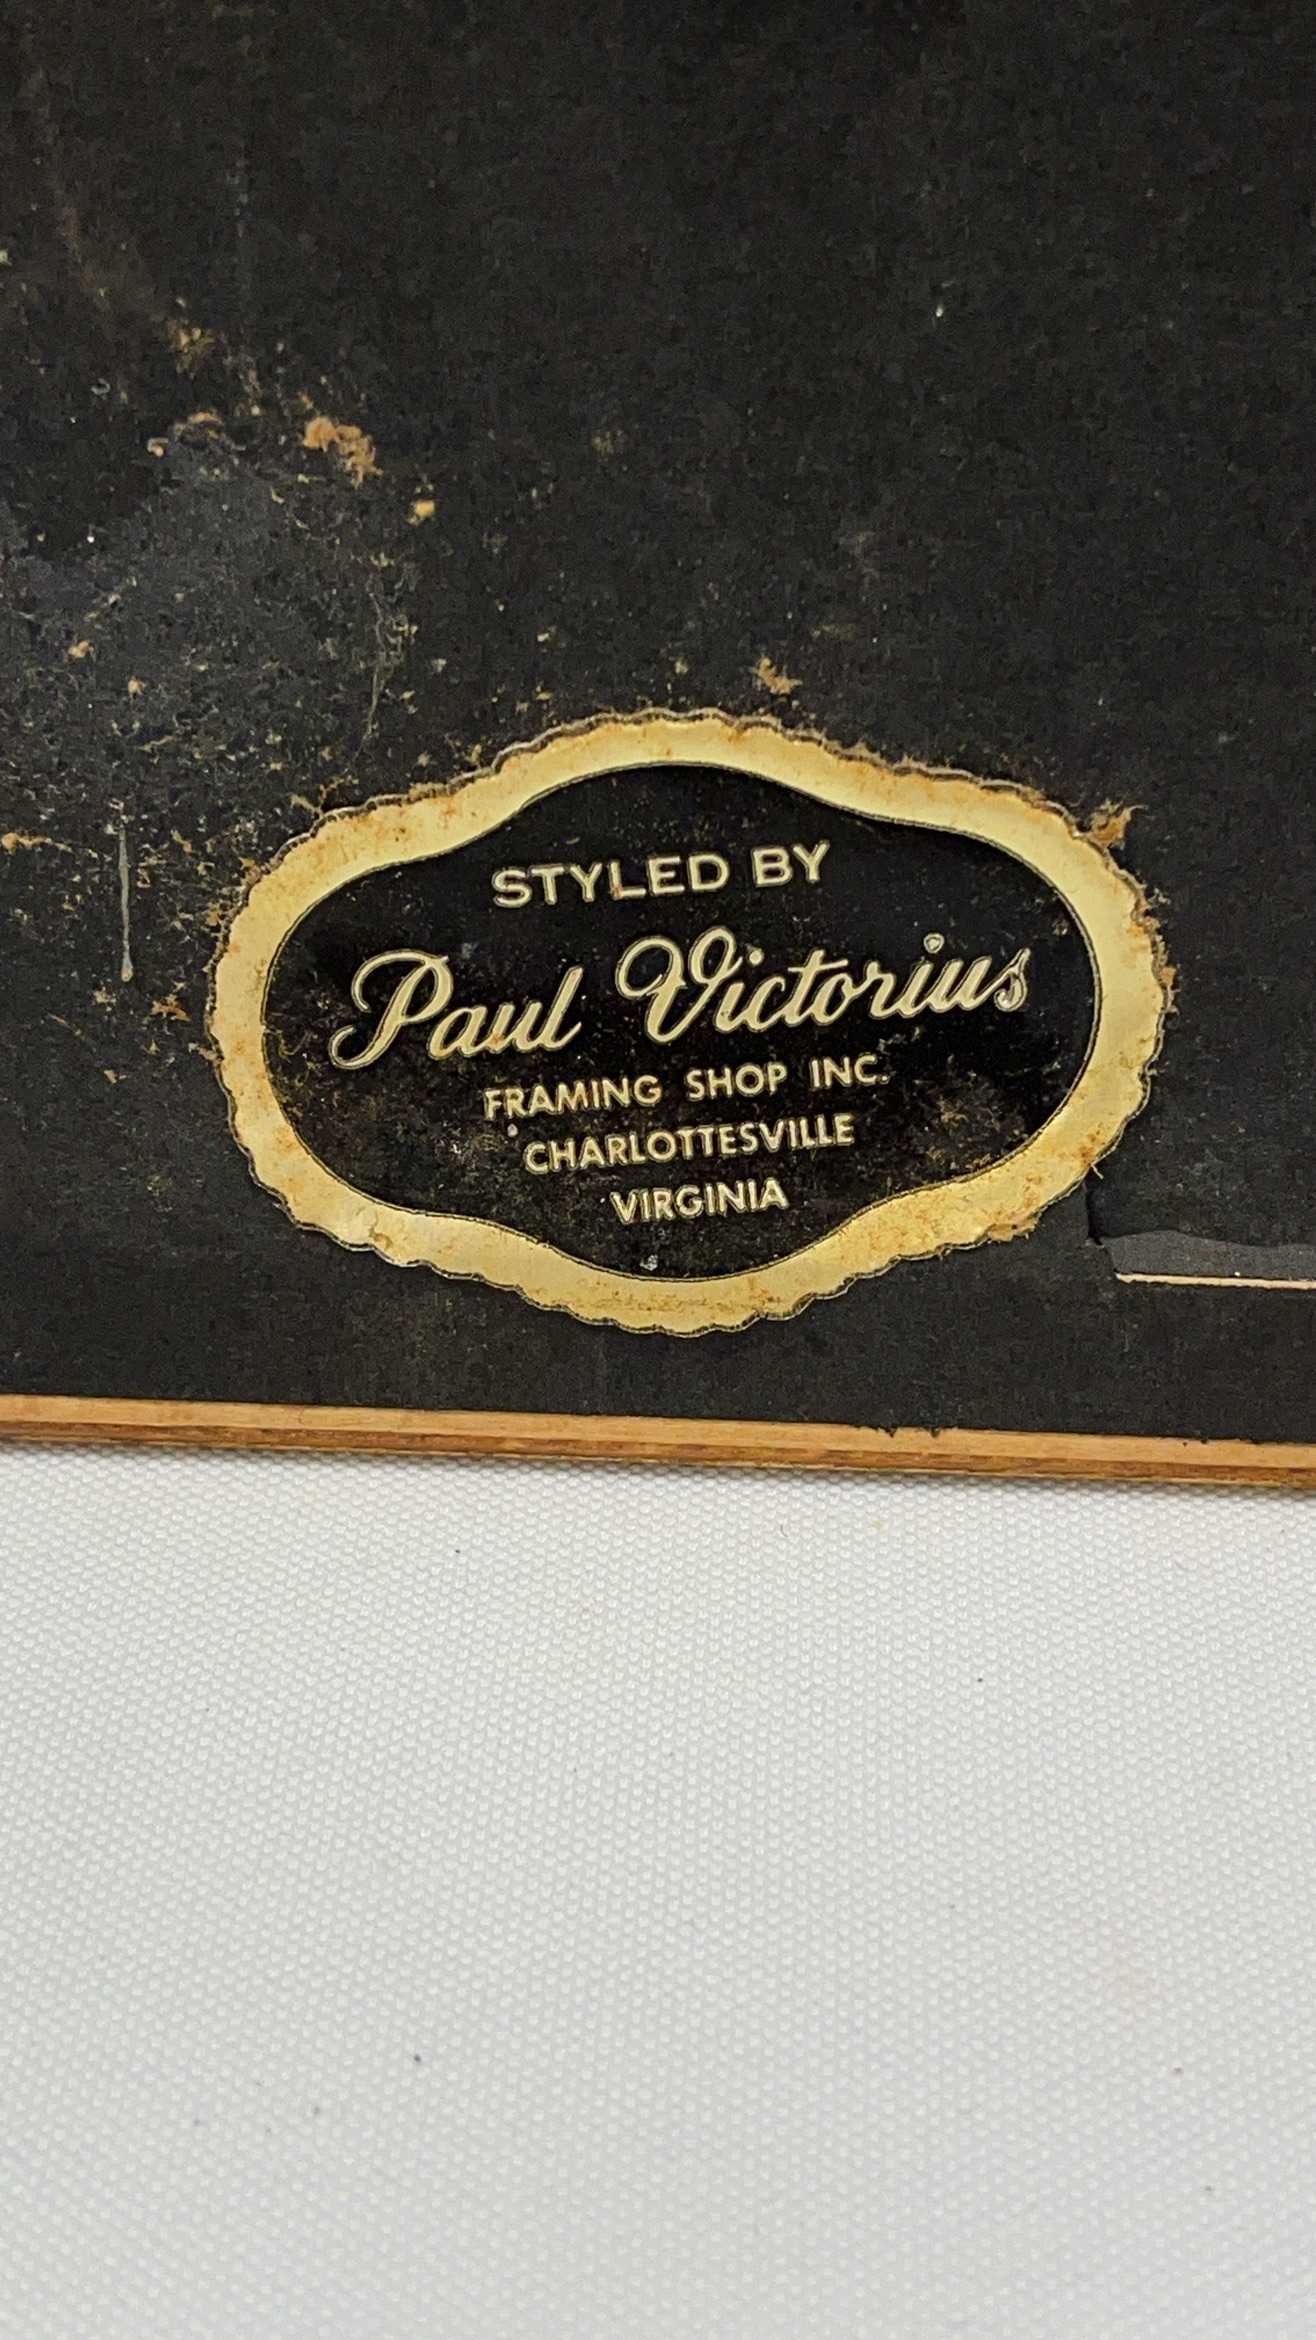 STYLED BY
Paul Victorius
FRAMING SHOP INC.
CHARLOTTESVILLE
VIRGINIA